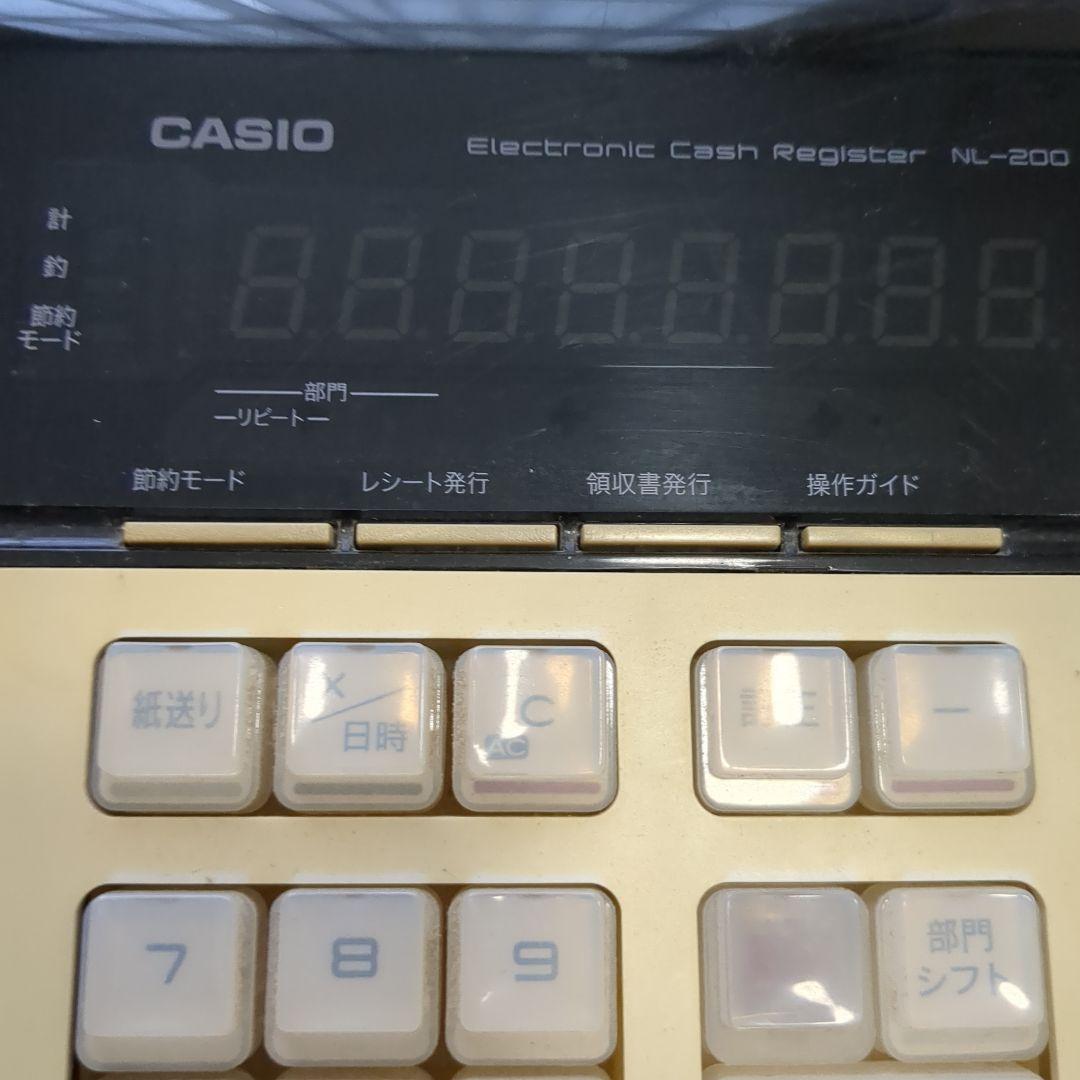 CASIO
Electronic Cash Register NL-200
計
釣
節約
モード
部門
リピート
節約モード レシート発行 領収書発行 操作ガイド
紙送り
×/日時
C
AC
訂正
−
7
8
9
部門
シフト